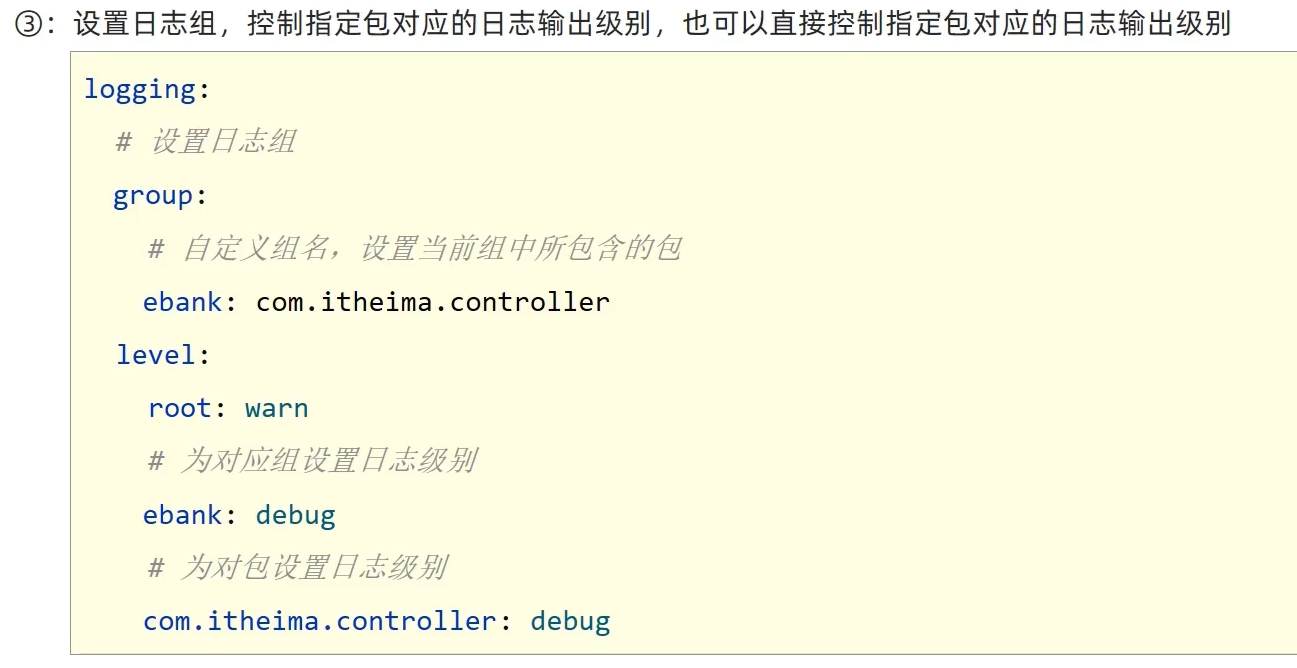 ③：设置日志组，控制指定包对应的日志输出级别，也可以直接控制指定包对应的日志输出级别
logging:
# 设置日志组
group:
# 自定义组名，设置当前组中所包含的包
ebank: com.itheima.controller
level:
root: warn
# 为对应组设置日志级别
ebank: debug
# 为对包设置日志级别
com.itheima.controller: debug